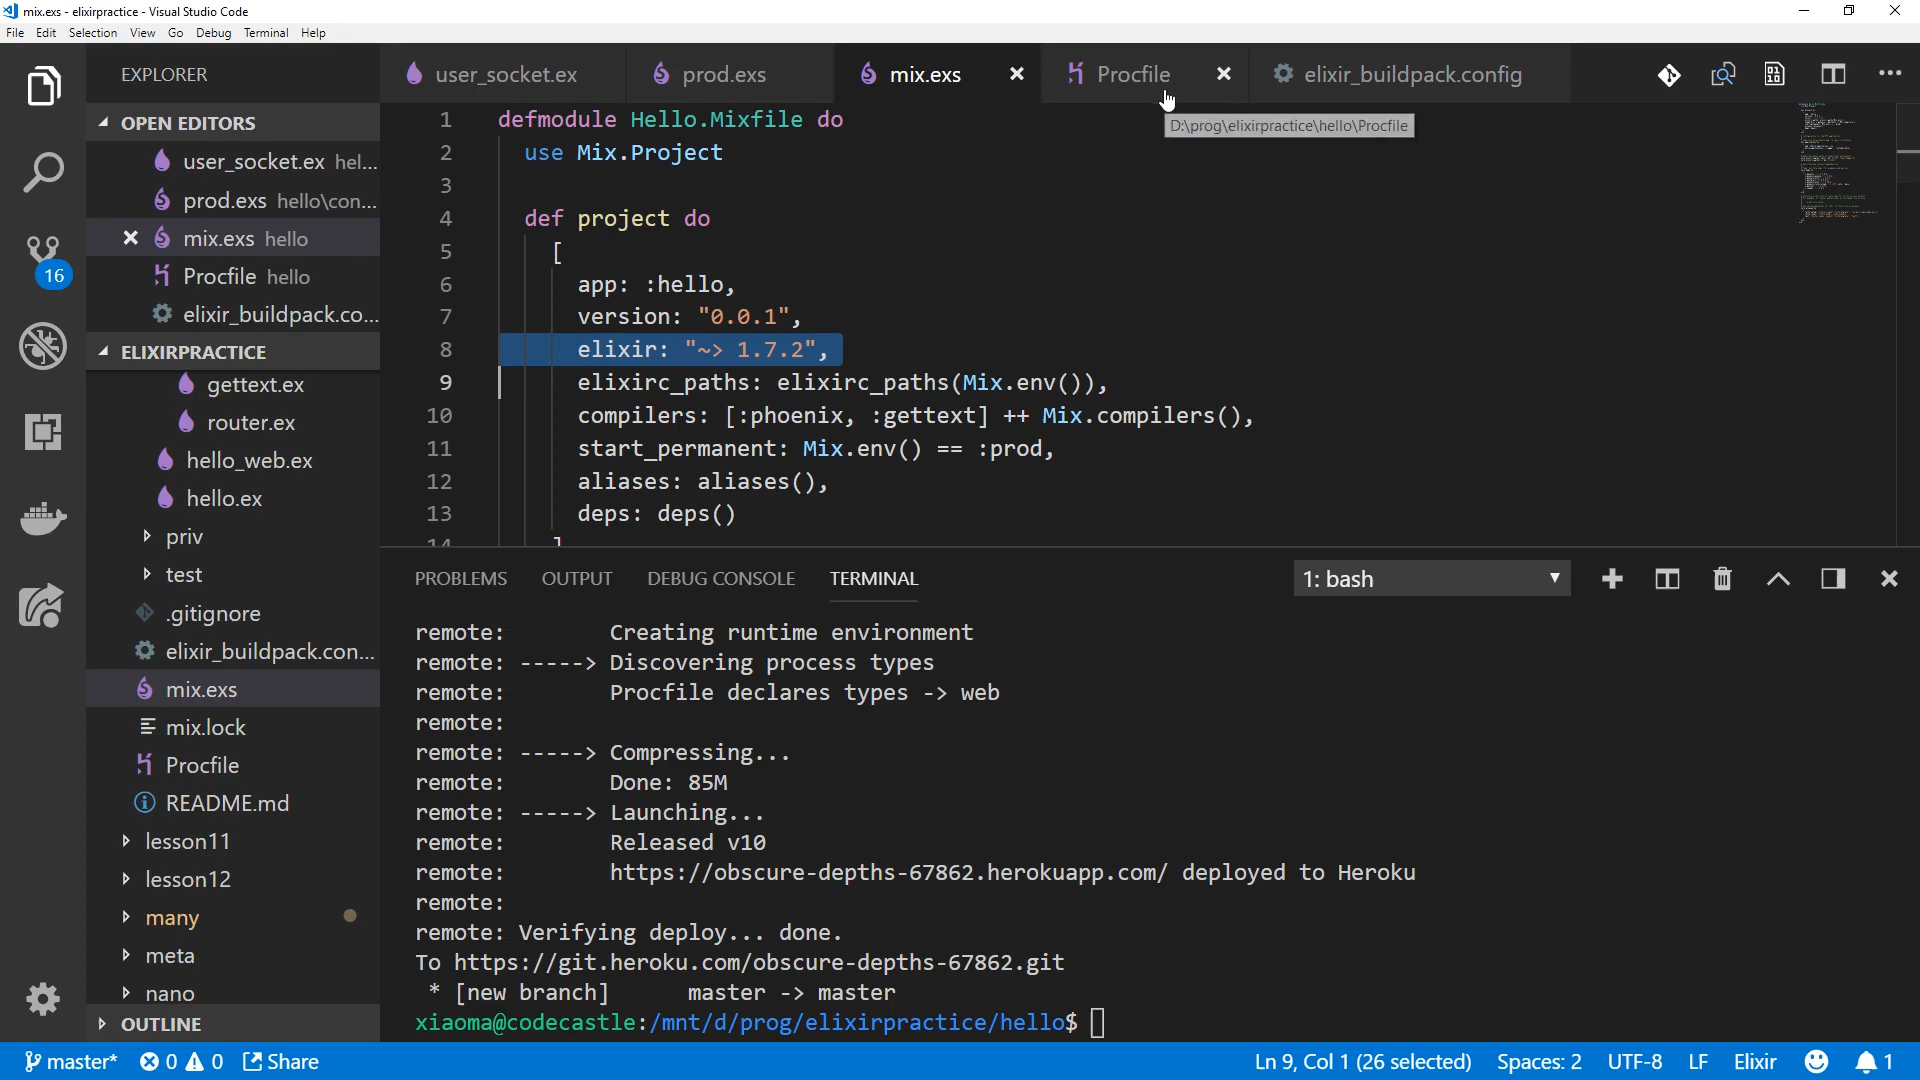 mix.exs - elixirpractice - Visual Studio Code
File Edit Selection View Go Debug Terminal Help
EXPLORER
user_socket.ex prod.exs mix.exs Procfile elixir_buildpack.config
D:\prog\elixirpractice\hello\Procfile
OPEN EDITORS
user_socket.ex hel...
prod.exs hello\con...
mix.exs hello
Procfile hello
elixir_buildpack.co...
16
ELIXIRPRACTICE
gettext.ex
router.ex
hello_web.ex
hello.ex
priv
test
.gitignore
elixir_buildpack.con...
mix.exs
mix.lock
Procfile
README.md
lesson11
lesson12
many
meta
nano
OUTLINE
1 defmodule Hello.Mixfile do
2 use Mix.Project
3
4 def project do
5 [
6 app: :hello,
7 version: "0.0.1",
8 elixir: "~> 1.7.2",
9 elixirc_paths: elixirc_paths(Mix.env()),
10 compilers: [:phoenix, :gettext] ++ Mix.compilers(),
11 start_permanent: Mix.env() == :prod,
12 aliases: aliases(),
13 deps: deps()
14 ]
PROBLEMS OUTPUT DEBUG CONSOLE TERMINAL 1: bash
remote: Creating runtime environment
remote: -----> Discovering process types
remote: Procfile declares types -> web
remote:
remote: -----> Compressing...
remote: Done: 85M
remote: -----> Launching...
remote: Released v10
remote: https://obscure-depths-67862.herokuapp.com/ deployed to Heroku
remote:
remote: Verifying deploy... done.
To https://git.heroku.com/obscure-depths-67862.git
* [new branch] master -> master
xiaoma@codecastle:/mnt/d/prog/elixirpractice/hello$
master* 0 0 Share Ln 9, Col 1 (26 selected) Spaces: 2 UTF-8 LF Elixir 1